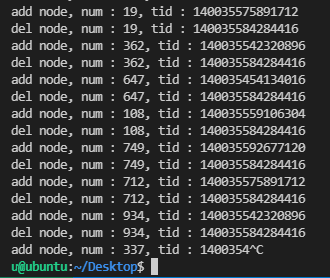 add node, num : 19, tid : 140035575891712
del node, num : 19, tid : 140035584284416
add node, num : 362, tid : 140035542320896
del node, num : 362, tid : 140035584284416
add node, num : 647, tid : 140035454134016
del node, num : 647, tid : 140035584284416
add node, num : 108, tid : 140035559106304
del node, num : 108, tid : 140035584284416
add node, num : 749, tid : 140035592677120
del node, num : 749, tid : 140035584284416
add node, num : 712, tid : 140035575891712
del node, num : 712, tid : 140035584284416
add node, num : 934, tid : 140035542320896
del node, num : 934, tid : 140035584284416
add node, num : 337, tid : 1400354^C
u@ubuntu:~/Desktop$